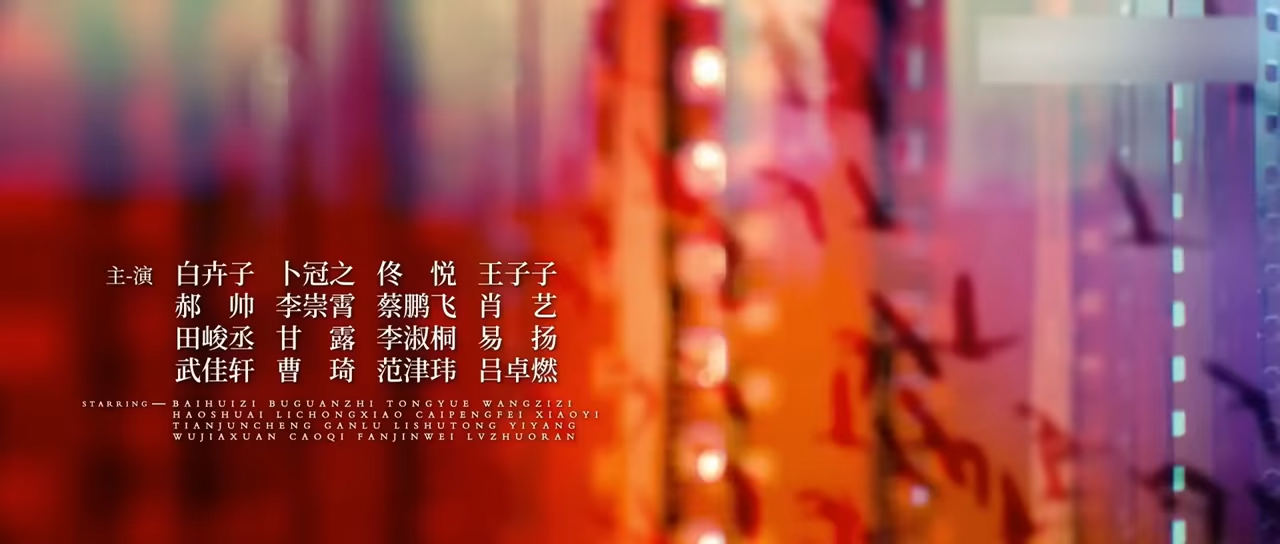 主-演 白卉子 卜冠之 佟 悦 王子子
郝 帅 李崇霄 蔡鹏飞 肖 艺
田峻丞 甘 露 李淑桐 易 扬
武佳轩 曹 琦 范津玮 吕卓燃
STARRING — BAIHUIZI BUGUANZHI TONGYUE WANGZIZI
HAOSHUAI LICHONGXIAO CAIPENGFEI XIAOYI
TIANJUNCHENG GANLU LISHUTONG YIYANG
WUJIAXUAN CAOQI FANJINWEI LVZHUORAN